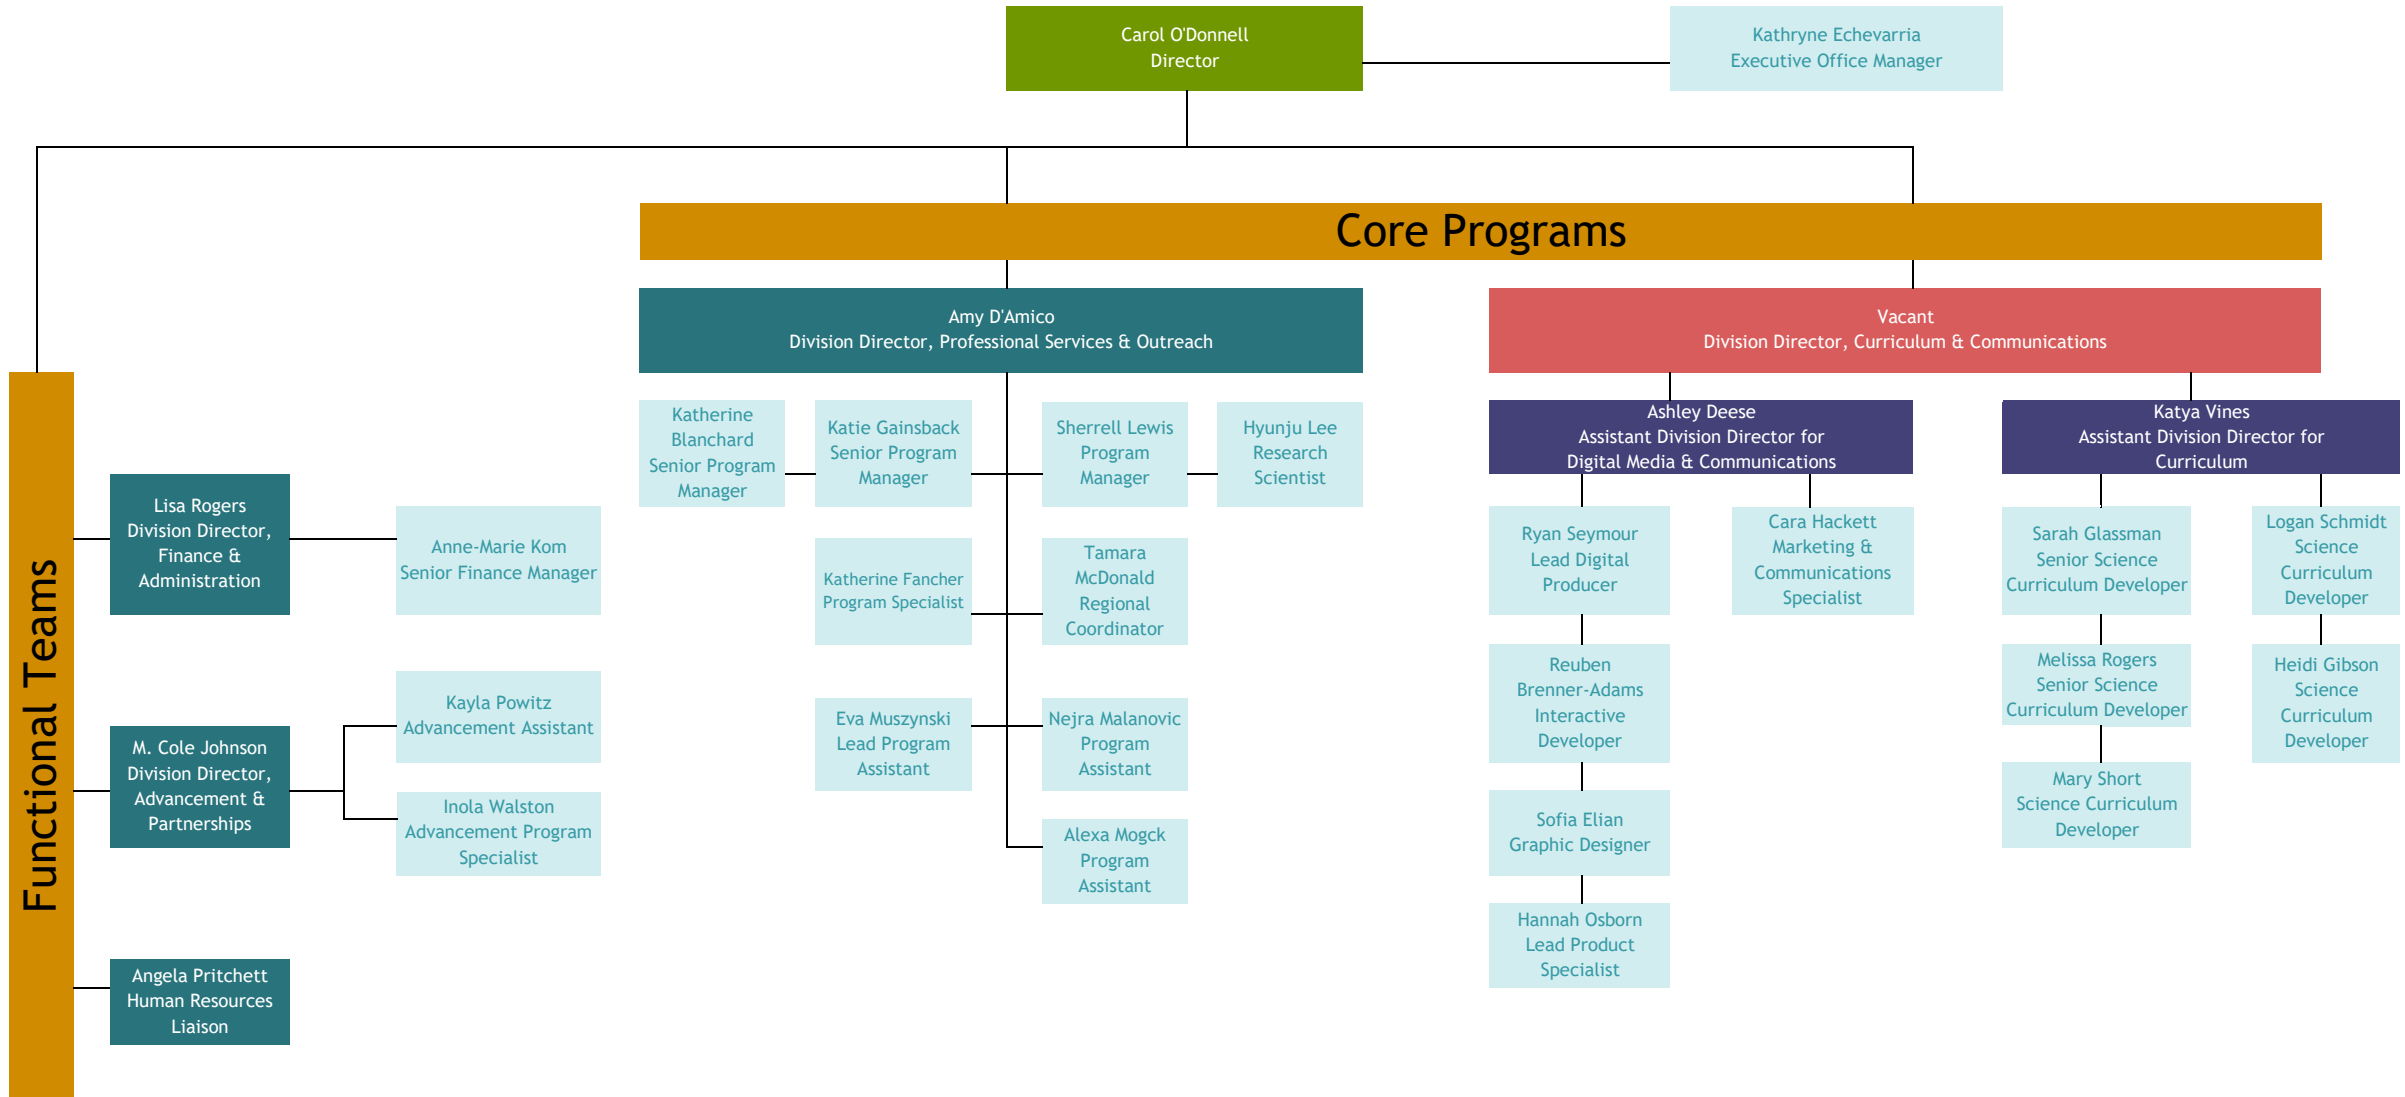 Carol O'Donnell
Director
Kathryne Echevarria
Executive Office Manager
Core Programs
Amy D'Amico
Division Director, Professional Services & Outreach
Vacant
Division Director, Curriculum & Communications
Katherine
Blanchard
Senior Program
Manager
Katie Gainsback
Senior Program
Manager
Sherrell Lewis
Program
Manager
Hyunju Lee
Research
Scientist
Katherine Fancher
Program Specialist
Tamara
McDonald
Regional
Coordinator
Eva Muszynski
Lead Program
Assistant
Nejra Malanovic
Program
Assistant
Alexa Mogck
Program
Assistant
Ashley Deese
Assistant Division Director for
Digital Media & Communications
Ryan Seymour
Lead Digital
Producer
Cara Hackett
Marketing &
Communications
Specialist
Reuben
Brenner-Adams
Interactive
Developer
Sofia Elian
Graphic Designer
Hannah Osborn
Lead Product
Specialist
Katya Vines
Assistant Division Director for
Curriculum
Sarah Glassman
Senior Science
Curriculum Developer
Logan Schmidt
Science
Curriculum
Developer
Melissa Rogers
Senior Science
Curriculum Developer
Heidi Gibson
Science
Curriculum
Developer
Mary Short
Science Curriculum
Developer
Functional Teams
Lisa Rogers
Division Director,
Finance &
Administration
Anne-Marie Kom
Senior Finance Manager
M. Cole Johnson
Division Director,
Advancement &
Partnerships
Kayla Powitz
Advancement Assistant
Inola Walston
Advancement Program
Specialist
Angela Pritchett
Human Resources
Liaison